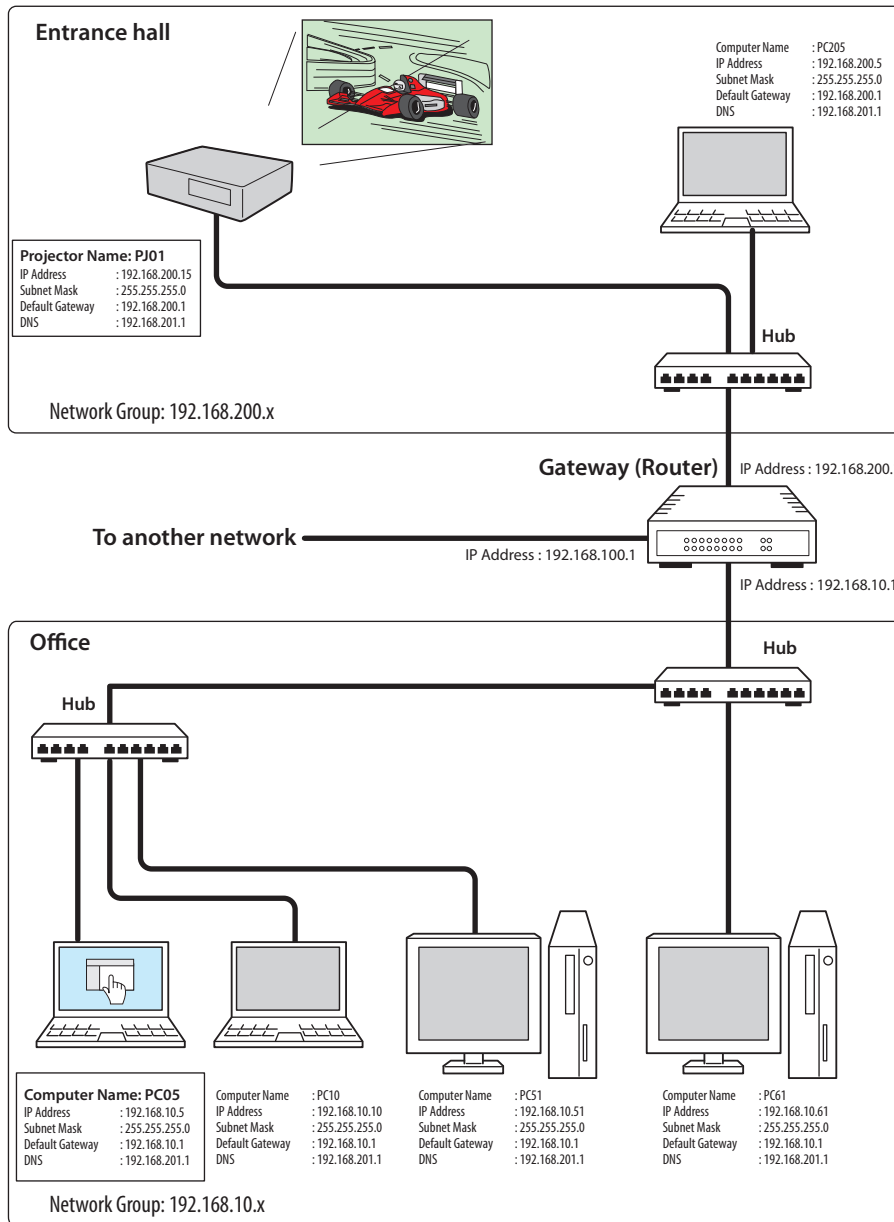 Entrance hall
Computer Name : PC205
IP Address : 192.168.200.5
Subnet Mask : 255.255.255.0
Default Gateway : 192.168.200.1
DNS : 192.168.201.1
Projector Name: PJ01
IP Address : 192.168.200.15
Subnet Mask : 255.255.255.0
Default Gateway : 192.168.200.1
DNS : 192.168.201.1
Hub
Network Group: 192.168.200.x
Gateway (Router)
IP Address : 192.168.200.
To another network
IP Address : 192.168.100.1
IP Address : 192.168.10.1
Office
Hub
Hub
Computer Name: PC05
IP Address : 192.168.10.5
Subnet Mask : 255.255.255.0
Default Gateway : 192.168.10.1
DNS : 192.168.201.1
Computer Name : PC10
IP Address : 192.168.10.10
Subnet Mask : 255.255.255.0
Default Gateway : 192.168.10.1
DNS : 192.168.201.1
Computer Name : PC51
IP Address : 192.168.10.51
Subnet Mask : 255.255.255.0
Default Gateway : 192.168.10.1
DNS : 192.168.201.1
Computer Name : PC61
IP Address : 192.168.10.61
Subnet Mask : 255.255.255.0
Default Gateway : 192.168.10.1
DNS : 192.168.201.1
Network Group: 192.168.10.x